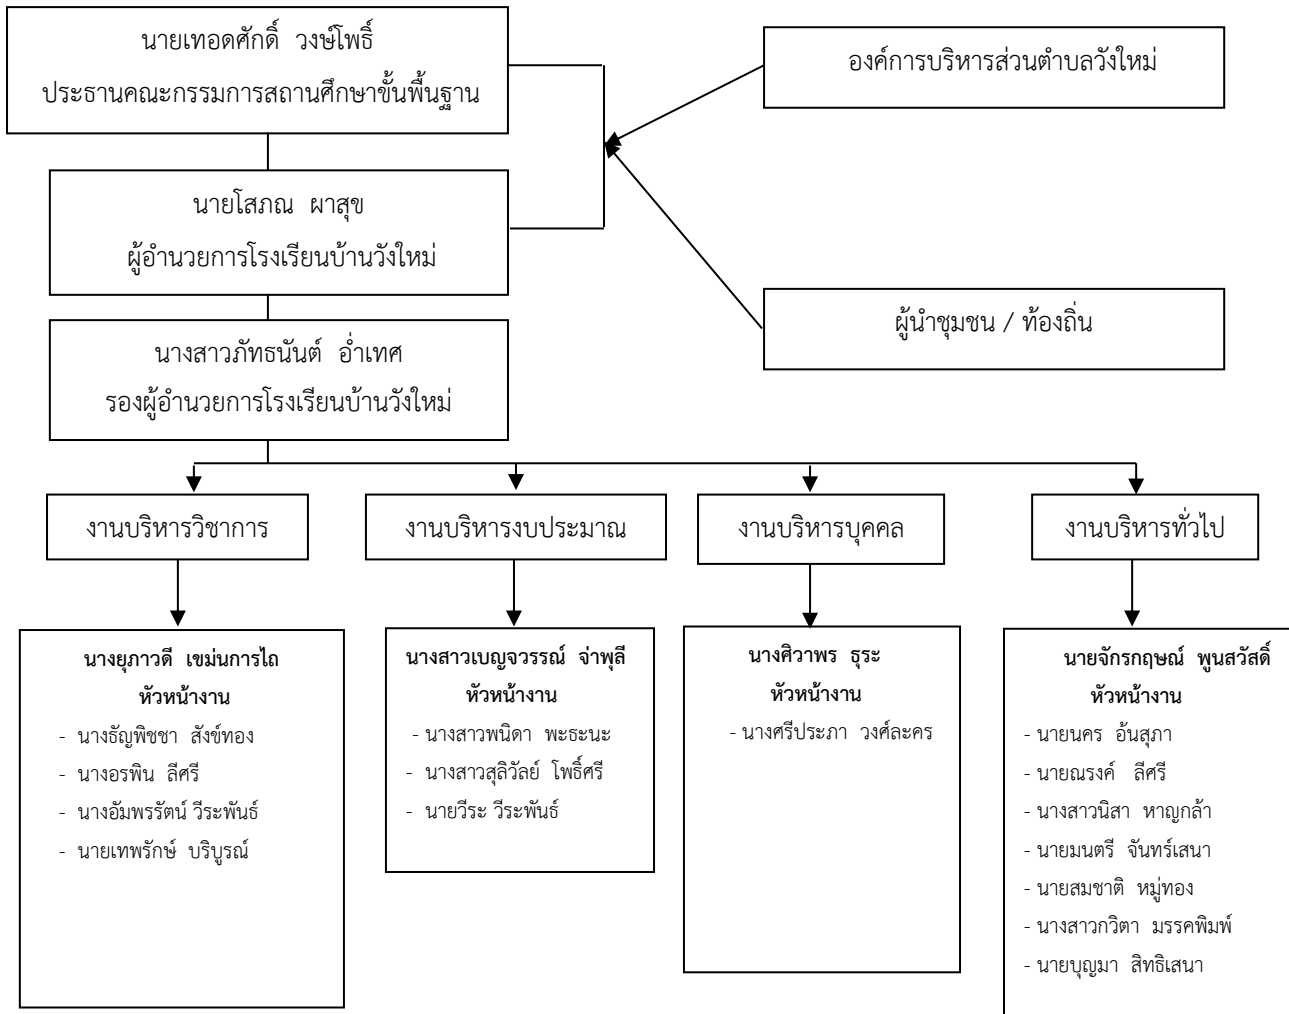 นายเทอดศักดิ์ วงษ์โพธิ์
ประธานคณะกรรมการสถานศึกษาขั้นพื้นฐาน
องค์การบริหารส่วนตำบลวังใหม่
นายโสภณ ผาสุข
ผู้อำนวยการโรงเรียนบ้านวังใหม่
ผู้นำชุมชน / ท้องถิ่น
นางสาวภัทธนันต์ อ่ำเทศ
รองผู้อำนวยการโรงเรียนบ้านวังใหม่
งานบริหารวิชาการ
งานบริหารงบประมาณ
งานบริหารบุคคล
งานบริหารทั่วไป
นางยุภาวดี เขม่นการไถ
หัวหน้างาน
- นางธัญพิชชา สังข์ทอง
- นางอรพิน ลีศรี
- นางอัมพรรัตน์ วีระพันธ์
- นายเทพรักษ์ บริบูรณ์
นางสาวเบญจวรรณ์ จ่าพุลี
หัวหน้างาน
- นางสาวพนิดา พะธะนะ
- นางสาวสุลิวัลย์ โพธิ์ศรี
- นายวีระ วีระพันธ์
นางศิวาพร ธุระ
หัวหน้างาน
- นางศรีประภา วงศ์ละคร
นายจักรกฤษณ์ พูนสวัสดิ์
หัวหน้างาน
- นายนคร อ้นสุภา
- นายณรงค์ ลีศรี
- นางสาวนิสา หาญกล้า
- นายมนตรี จันทร์เสนา
- นายสมชาติ หมู่ทอง
- นางสาวกวิตา มรรคพิมพ์
- นายบุญมา สิทธิเสนา